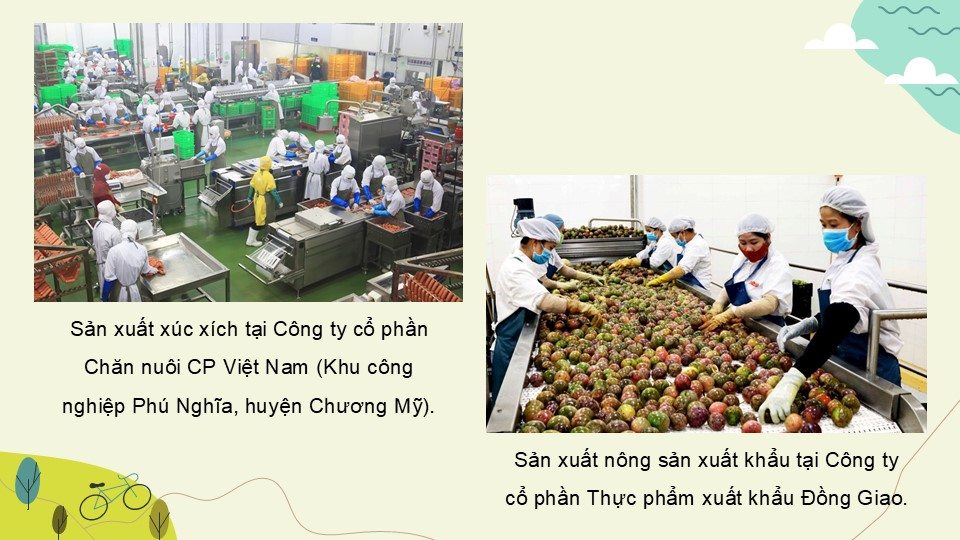 Sản xuất xúc xích tại Công ty cổ phần
Chăn nuôi CP Việt Nam (Khu công
nghiệp Phú Nghĩa, huyện Chương Mỹ).
Sản xuất nông sản xuất khẩu tại Công ty
cổ phần Thực phẩm xuất khẩu Đồng Giao.